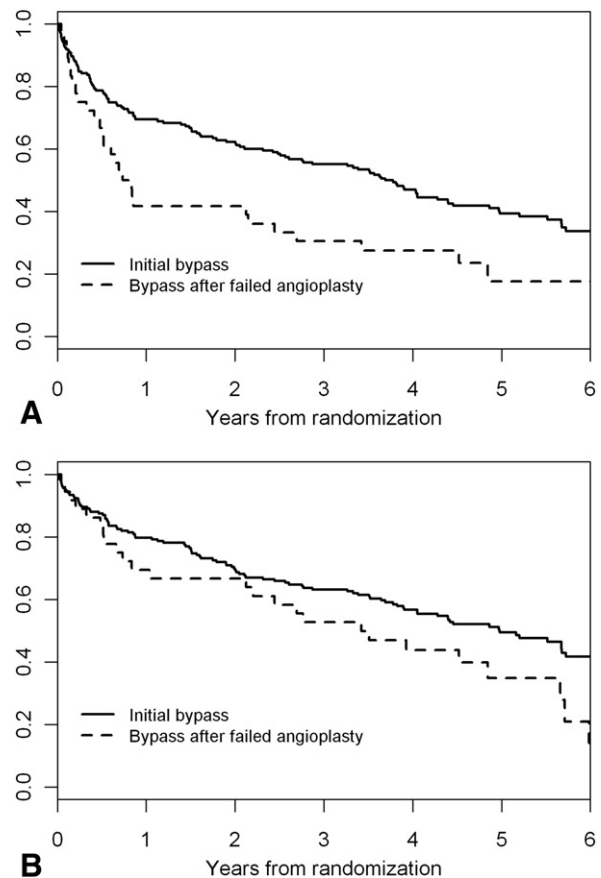 1.0
0.8
0.6
0.4
0.2
0.0
Initial bypass
Bypass after failed angioplasty
0 1 2 3 4 5 6
A
Years from randomization
1.0
0.8
0.6
0.4
0.2
0.0
Initial bypass
Bypass after failed angioplasty
0 1 2 3 4 5 6
B
Years from randomization